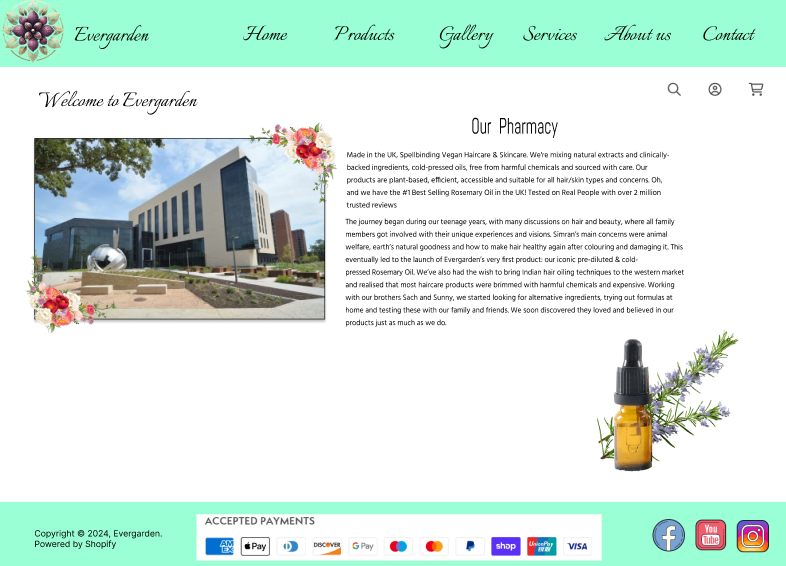 Evergarden
Home
Products
Gallery
Services
About us
Contact
Welcome to Evergarden
Our Pharmacy
Made in the UK, Spellbinding Vegan Haircare & Skincare. We're mixing natural extracts and clinically-
backed ingredients, cold-pressed oils, free from harmful chemicals and sourced with care. Our
products are plant-based, efficient, accessible and suitable for all hair/skin types and concerns. Oh,
and we have the #1 Best Selling Rosemary Oil in the UK! Tested on Real People with over 2 million
trusted reviews
The journey began during our teenage years, with many discussions on hair and beauty, where all family
members got involved with their unique experiences and visions. Simran's main concerns were animal
welfare, earth's natural goodness and how to make hair healthy again after colouring and damaging it. This
eventually led to the launch of Evergarden's very first product: our iconic pre-diluted & cold-
pressed Rosemary Oil. We've also had the wish to bring Indian hair oiling techniques to the western market
and realised that most haircare products were brimmed with harmful chemicals and expensive. Working
with our brothers Sach and Sunny, we started looking for alternative ingredients, trying out formulas at
home and testing these with our family and friends. We soon discovered they loved and believed in our
products just as much as we do.
Copyright © 2024, Evergarden.
Powered by Shopify
ACCEPTED PAYMENTS
AM
EX
Pay
DISCOVER
G Pay
shop
UnionPay
银联
VISA
You
Tube